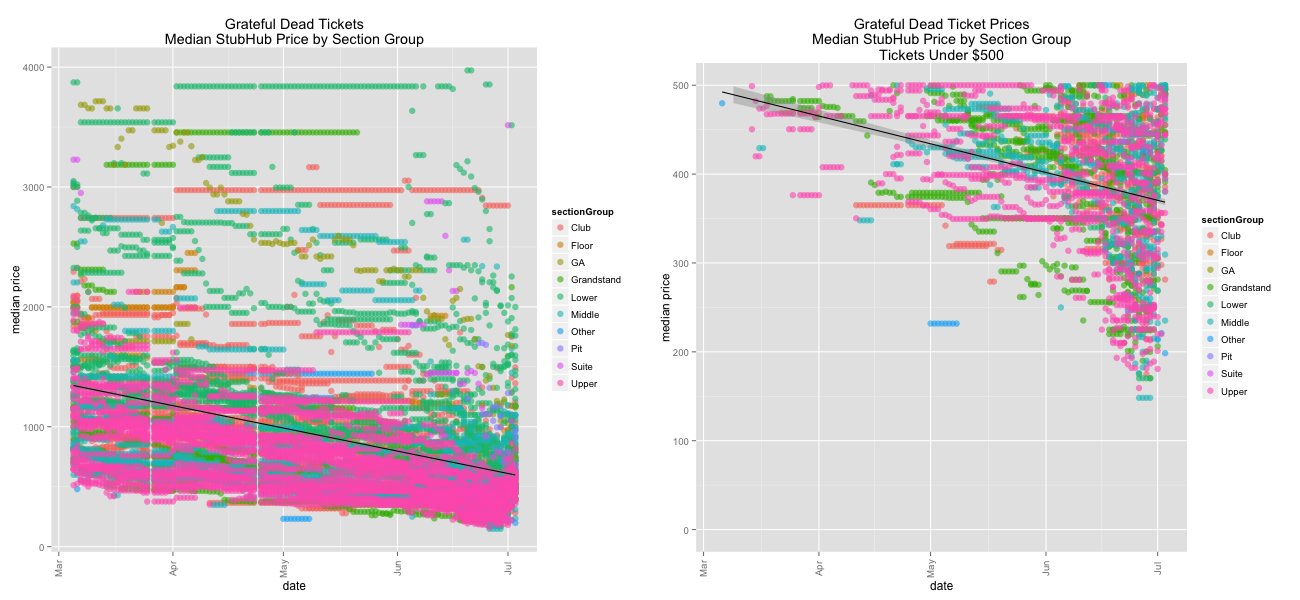 Grateful Dead Tickets
Median StubHub Price by Section Group
median price
4000
3000
2000
1000
0
Mar
Apr
May
Jun
Jul
date
sectionGroup
Club
Floor
GA
Grandstand
Lower
Middle
Other
Pit
Suite
Upper
Grateful Dead Ticket Prices
Median StubHub Price by Section Group
Tickets Under $500
median price
500
400
300
200
100
0
Mar
Apr
May
Jun
Jul
date
sectionGroup
Club
Floor
GA
Grandstand
Lower
Middle
Other
Pit
Suite
Upper